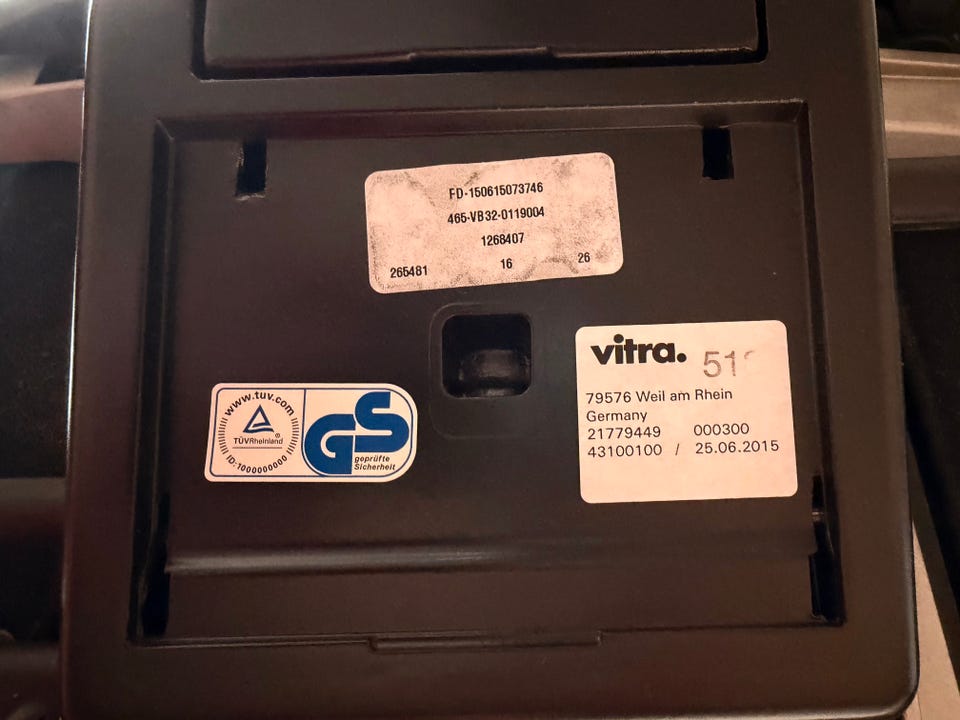 FD-150615073746
465-VB32-0119004
1268407
265481 16 26
vitra.
79576 Weil am Rhein
Germany
21779449 000300
43100100 / 25.06.2015
www.tuv.com
TÜVRheinland
®
ID:1000000000
GS
geprüfte
Sicherheit